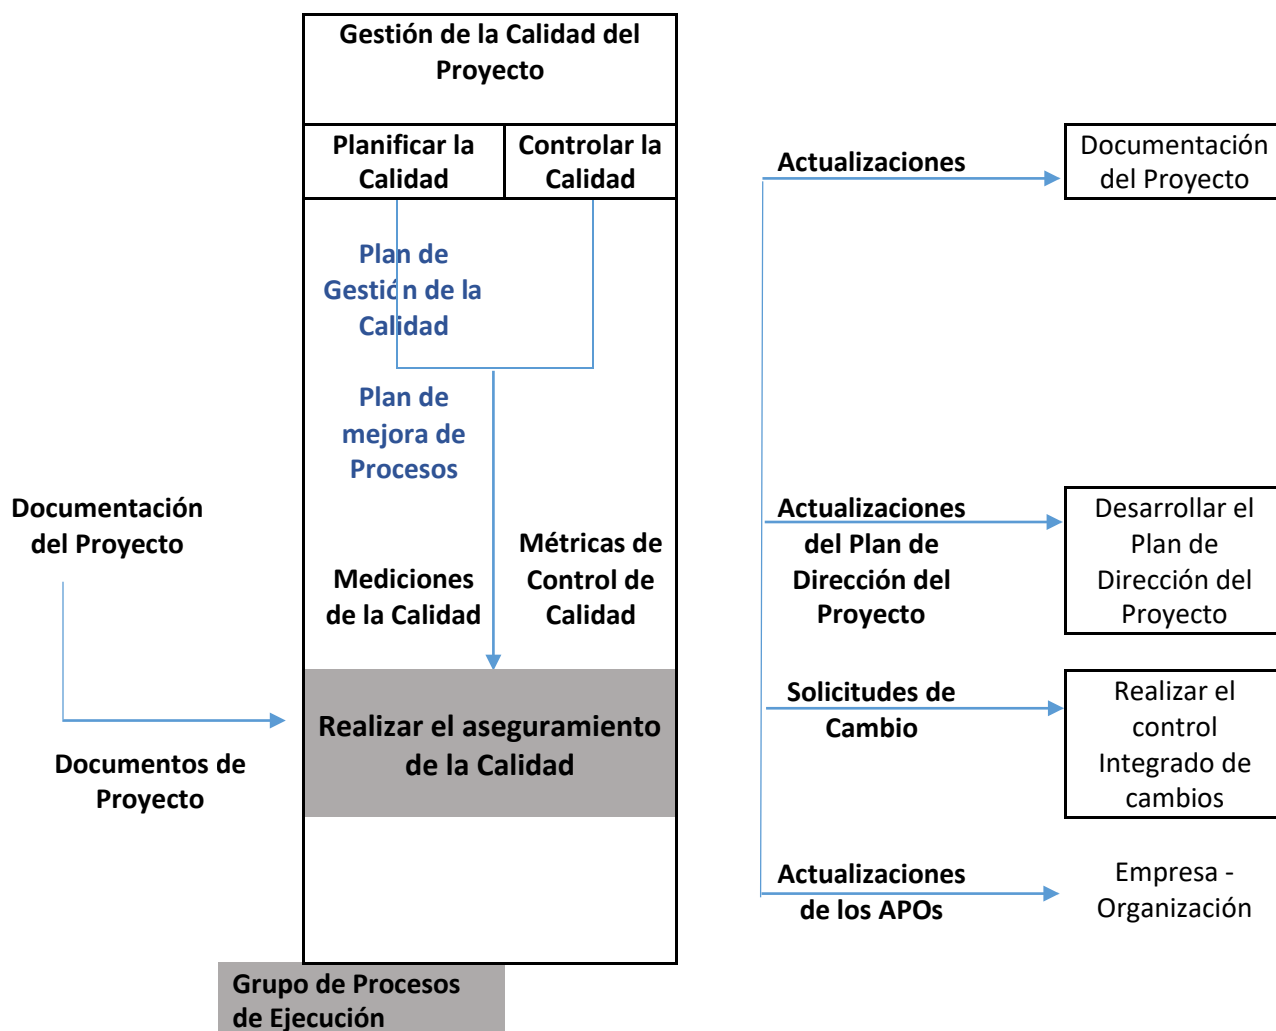 Gestión de la Calidad del
Proyecto
Planificar la
Calidad
Controlar la
Calidad
Plan de
Gestión de la
Calidad
Plan de
mejora de
Procesos
Mediciones
de la Calidad
Métricas de
Control de
Calidad
Documentación
del Proyecto
Documentos de
Proyecto
Realizar el aseguramiento
de la Calidad
Grupo de Procesos
de Ejecución
Actualizaciones
Documentación
del Proyecto
Actualizaciones
del Plan de
Dirección del
Proyecto
Desarrollar el
Plan de
Dirección del
Proyecto
Solicitudes de
Cambio
Realizar el
control
Integrado de
cambios
Actualizaciones
de los APOs
Empresa -
Organización